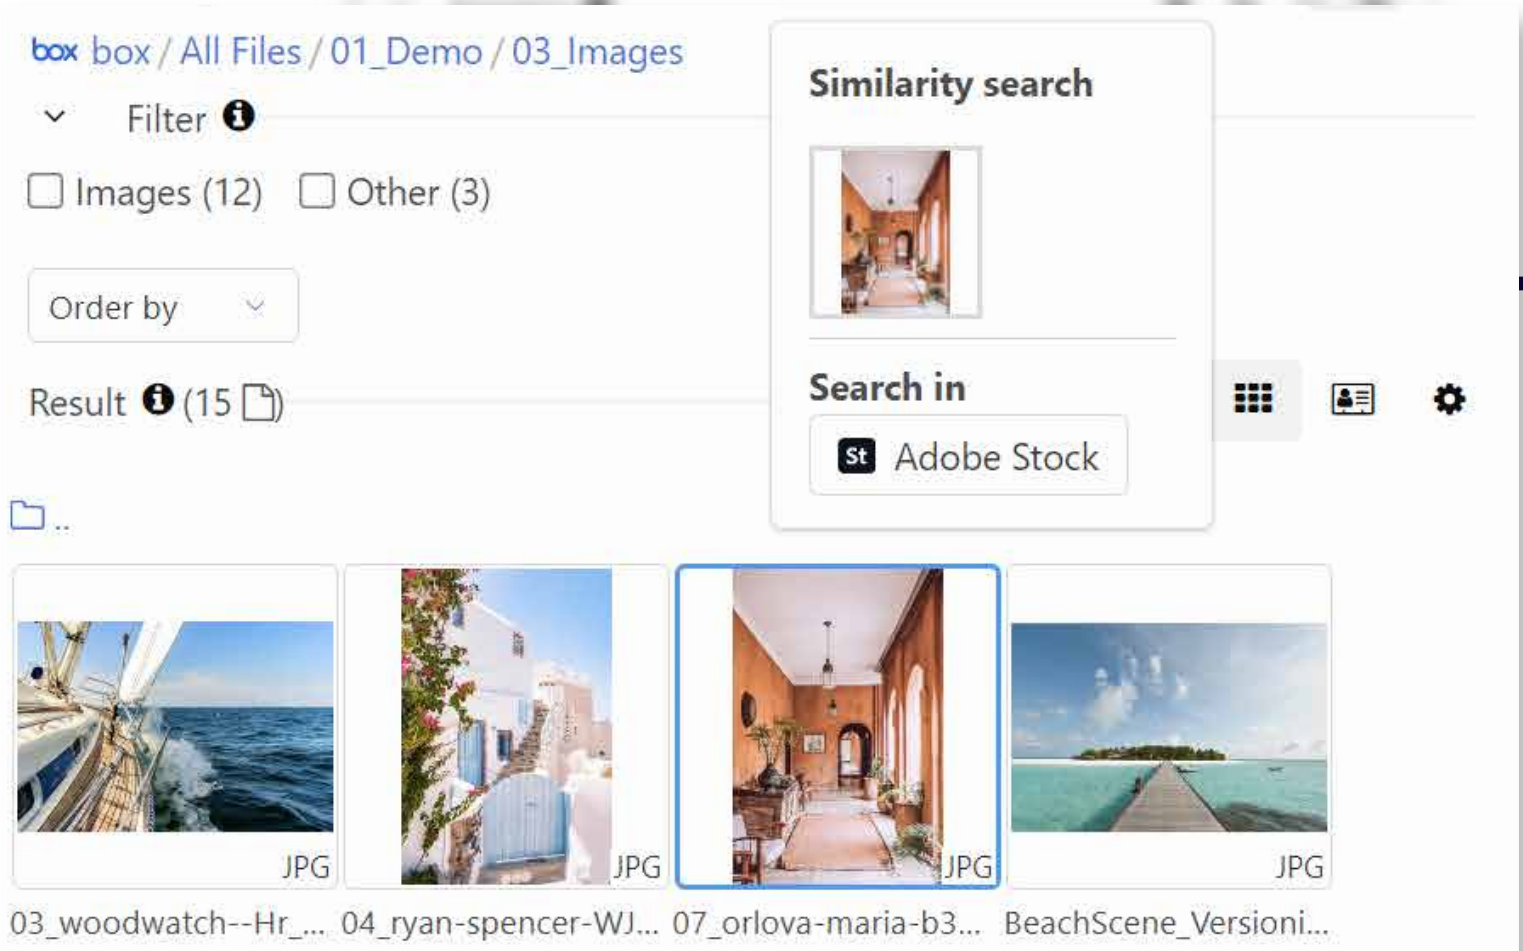 box box / All Files / 01_Demo / 03_Images
Filter
Images (12) Other (3)
Order by
Result (15)
..
Similarity search
Search in
St Adobe Stock
JPG JPG JPG JPG
03_woodwatch--Hr_... 04_ryan-spencer-WJ... 07_orlova-maria-b3... BeachScene_Versioni...